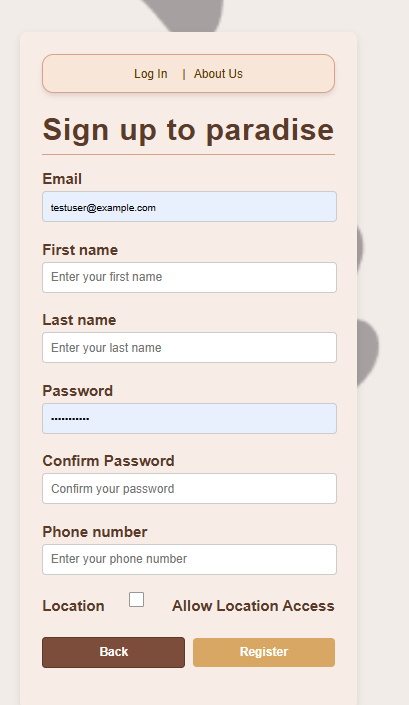 Log In | About Us
Sign up to paradise
Email
testuser@example.com
First name
Enter your first name
Last name
Enter your last name
Password
•••••••••••
Confirm Password
Confirm your password
Phone number
Enter your phone number
Location Allow Location Access
Back Register